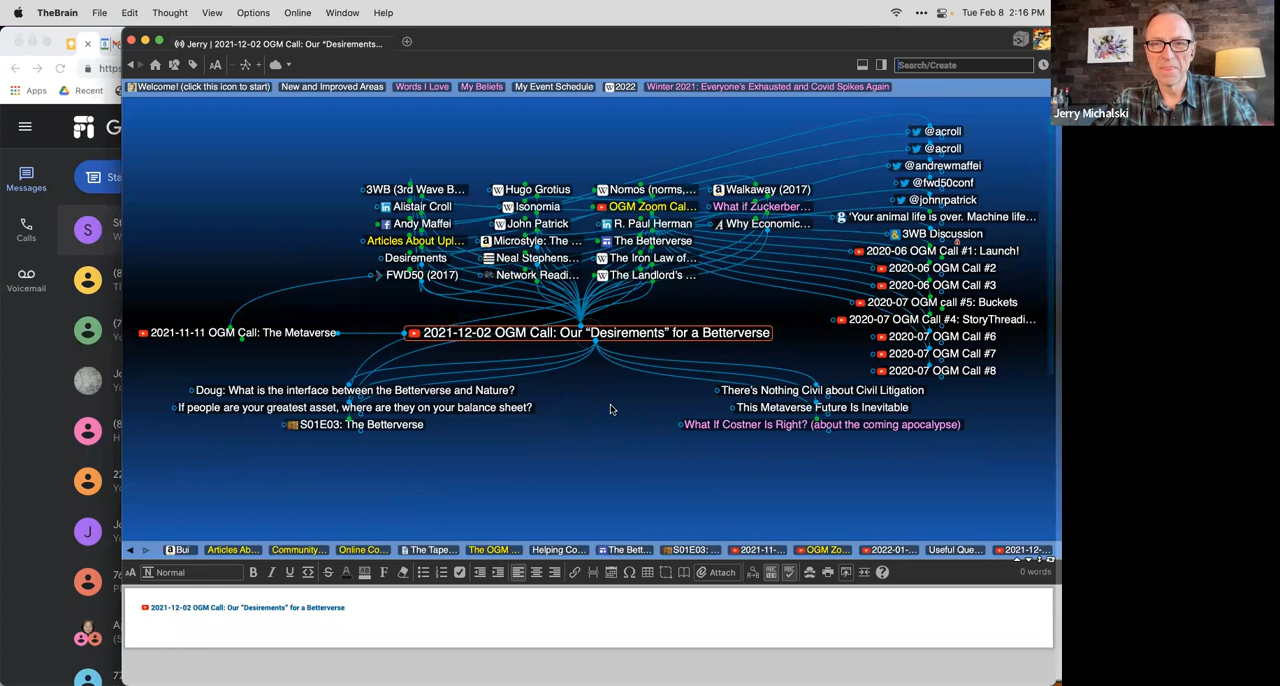 TheBrain File Edit Thought View Options Online Window Help Tue Feb 8 2:16 PM
Jerry | 2021-12-02 OGM Call: Our “Desirements”...
https
Search/Create
Apps Recent
Welcome! (click this icon to start) New and Improved Areas Words I Love My Beliefs My Event Schedule 2022 Winter 2021: Everyone's Exhausted and Covid Spikes Again
Jerry Michalski
G
Messages
Sta
Calls
Voicemail
@acroll
@acroll
@andrewmaffei
@fwd50conf
@johnrpatrick
'Your animal life is over. Machine life...
3WB Discussion
2020-06 OGM Call #1: Launch!
2020-06 OGM Call #2
2020-06 OGM Call #3
2020-07 OGM call #5: Buckets
2020-07 OGM Call #4: StoryThreadi...
2020-07 OGM Call #6
2020-07 OGM Call #7
2020-07 OGM Call #8
3WB (3rd Wave B... Hugo Grotius Nomos (norms,... Walkaway (2017)
Alistair Croll Isonomia OGM Zoom Cal... What if Zuckerber...
Andy Maffei John Patrick R. Paul Herman Why Economic...
Articles About Upl... Microstyle: The ... The Betterverse
Desirements Neal Stephens... The Iron Law of...
FWD50 (2017) Network Readi... The Landlord's ...
2021-11-11 OGM Call: The Metaverse
2021-12-02 OGM Call: Our “Desirements” for a Betterverse
Doug: What is the interface between the Betterverse and Nature?
If people are your greatest asset, where are they on your balance sheet?
S01E03: The Betterverse
There's Nothing Civil about Civil Litigation
This Metaverse Future Is Inevitable
What If Costner Is Right? (about the coming apocalypse)
Bui Articles Ab... Community... Online Co... The Tape... The OGM ... Helping Co... The Bett... S01E03: ... 2021-11-... OGM Zo... 2022-01-... Useful Que... 2021-12-...
Normal B I U S A F Attach 0 words
2021-12-02 OGM Call: Our “Desirements” for a Betterverse